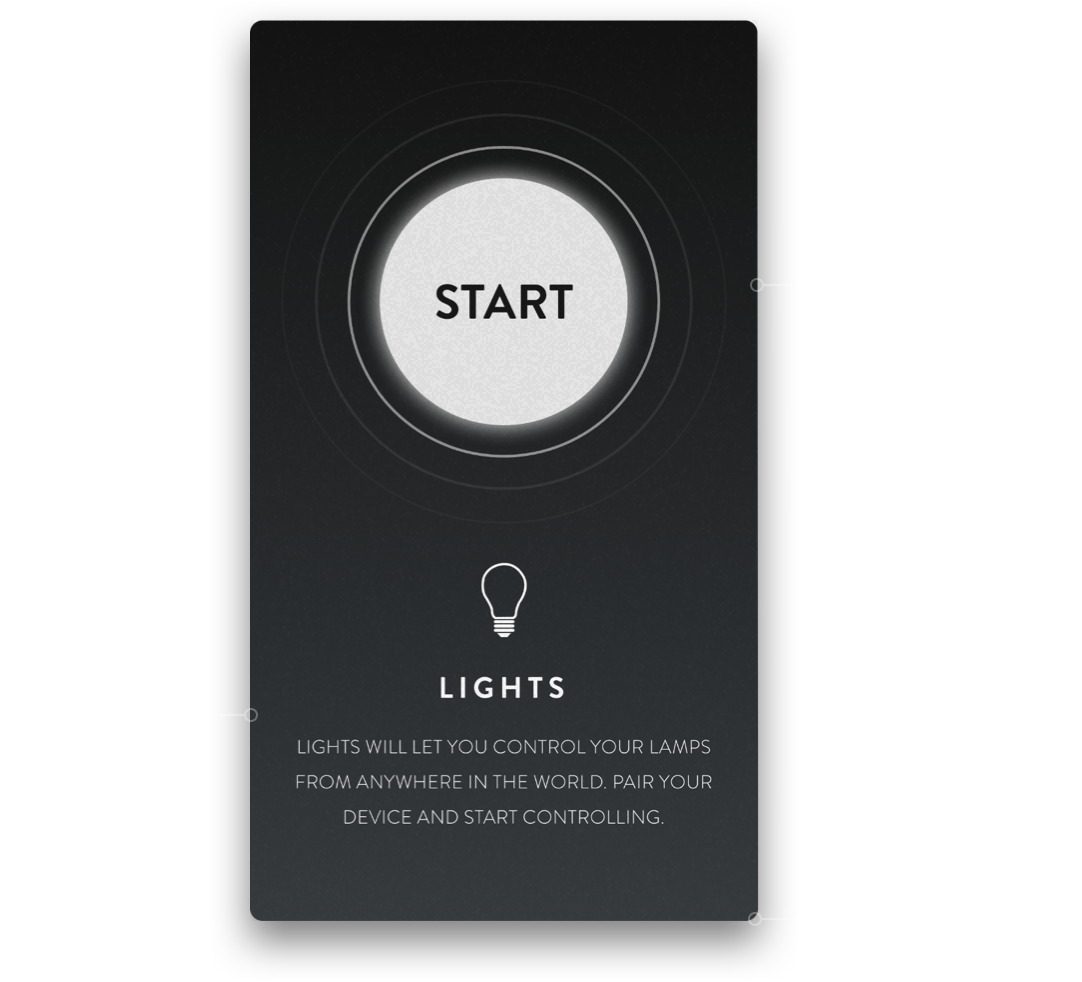 START
LIGHTS
LIGHTS WILL LET YOU CONTROL YOUR LAMPS
FROM ANYWHERE IN THE WORLD. PAIR YOUR
DEVICE AND START CONTROLLING.